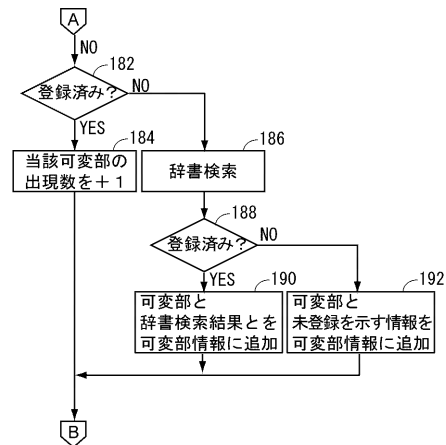 A
NO
182
登録済み?
NO
YES
184
当該可変部の
出現数を+1
186
辞書検索
188
登録済み?
NO
YES
190
可変部と
辞書検索結果とを
可変部情報に追加
192
可変部と
未登録を示す情報を
可変部情報に追加
B